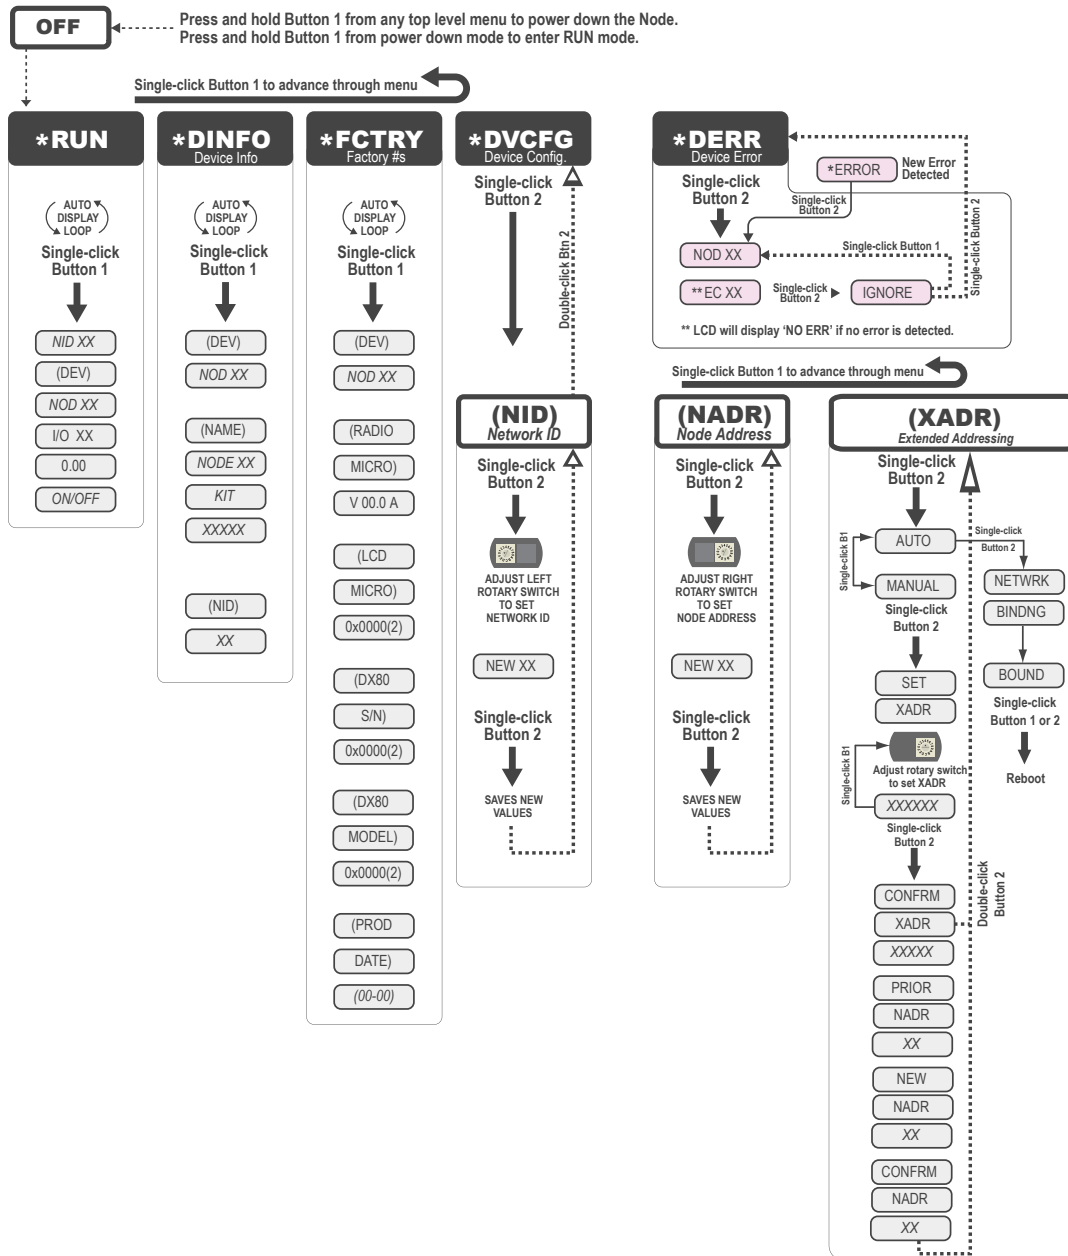 OFF
Press and hold Button 1 from any top level menu to power down the Node.
Press and hold Button 1 from power down mode to enter RUN mode.
Single-click Button 1 to advance through menu
*RUN
AUTO
DISPLAY
LOOP
Single-click
Button 1
NID XX
(DEV)
NOD XX
I/O XX
0.00
ON/OFF
*DINFO
Device Info
AUTO
DISPLAY
LOOP
Single-click
Button 1
(DEV)
NOD XX
(NAME)
NODE XX
KIT
XXXXX
(NID)
XX
*FCTRY
Factory #s
AUTO
DISPLAY
LOOP
Single-click
Button 1
(DEV)
NOD XX
(RADIO
MICRO)
V 00.0 A
(LCD
MICRO)
0x0000(2)
(DX80
S/N)
0x0000(2)
(DX80
MODEL)
0x0000(2)
(PROD
DATE)
(00-00)
*DVCFG
Device Config.
Single-click
Button 2
Double-click Btn 2
(NID)
Network ID
Single-click
Button 2
ADJUST LEFT
ROTARY SWITCH
TO SET
NETWORK ID
NEW XX
Single-click
Button 2
SAVES NEW
VALUES
*DERR
Device Error
Single-click
Button 2
*ERROR
New Error
Detected
Single-click
Button 2
NOD XX
Single-click Button 1
Single-click Button 2
** EC XX
Single-click
Button 2
IGNORE
** LCD will display 'NO ERR' if no error is detected.
Single-click Button 1 to advance through menu
(NADR)
Node Address
Single-click
Button 2
ADJUST RIGHT
ROTARY SWITCH
TO SET
NODE ADDRESS
NEW XX
Single-click
Button 2
SAVES NEW
VALUES
(XADR)
Extended Addressing
Single-click
Button 2
AUTO
Single-click
Button 2
Single-click B1
MANUAL
NETWRK
BINDNG
BOUND
Single-click
Button 1 or 2
Reboot
Single-click
Button 2
SET
XADR
Single-click B1
Adjust rotary switch
to set XADR
XXXXXX
Single-click
Button 2
CONFRM
XADR
XXXXX
Double-click
Button 2
PRIOR
NADR
XX
NEW
NADR
XX
CONFRM
NADR
XX